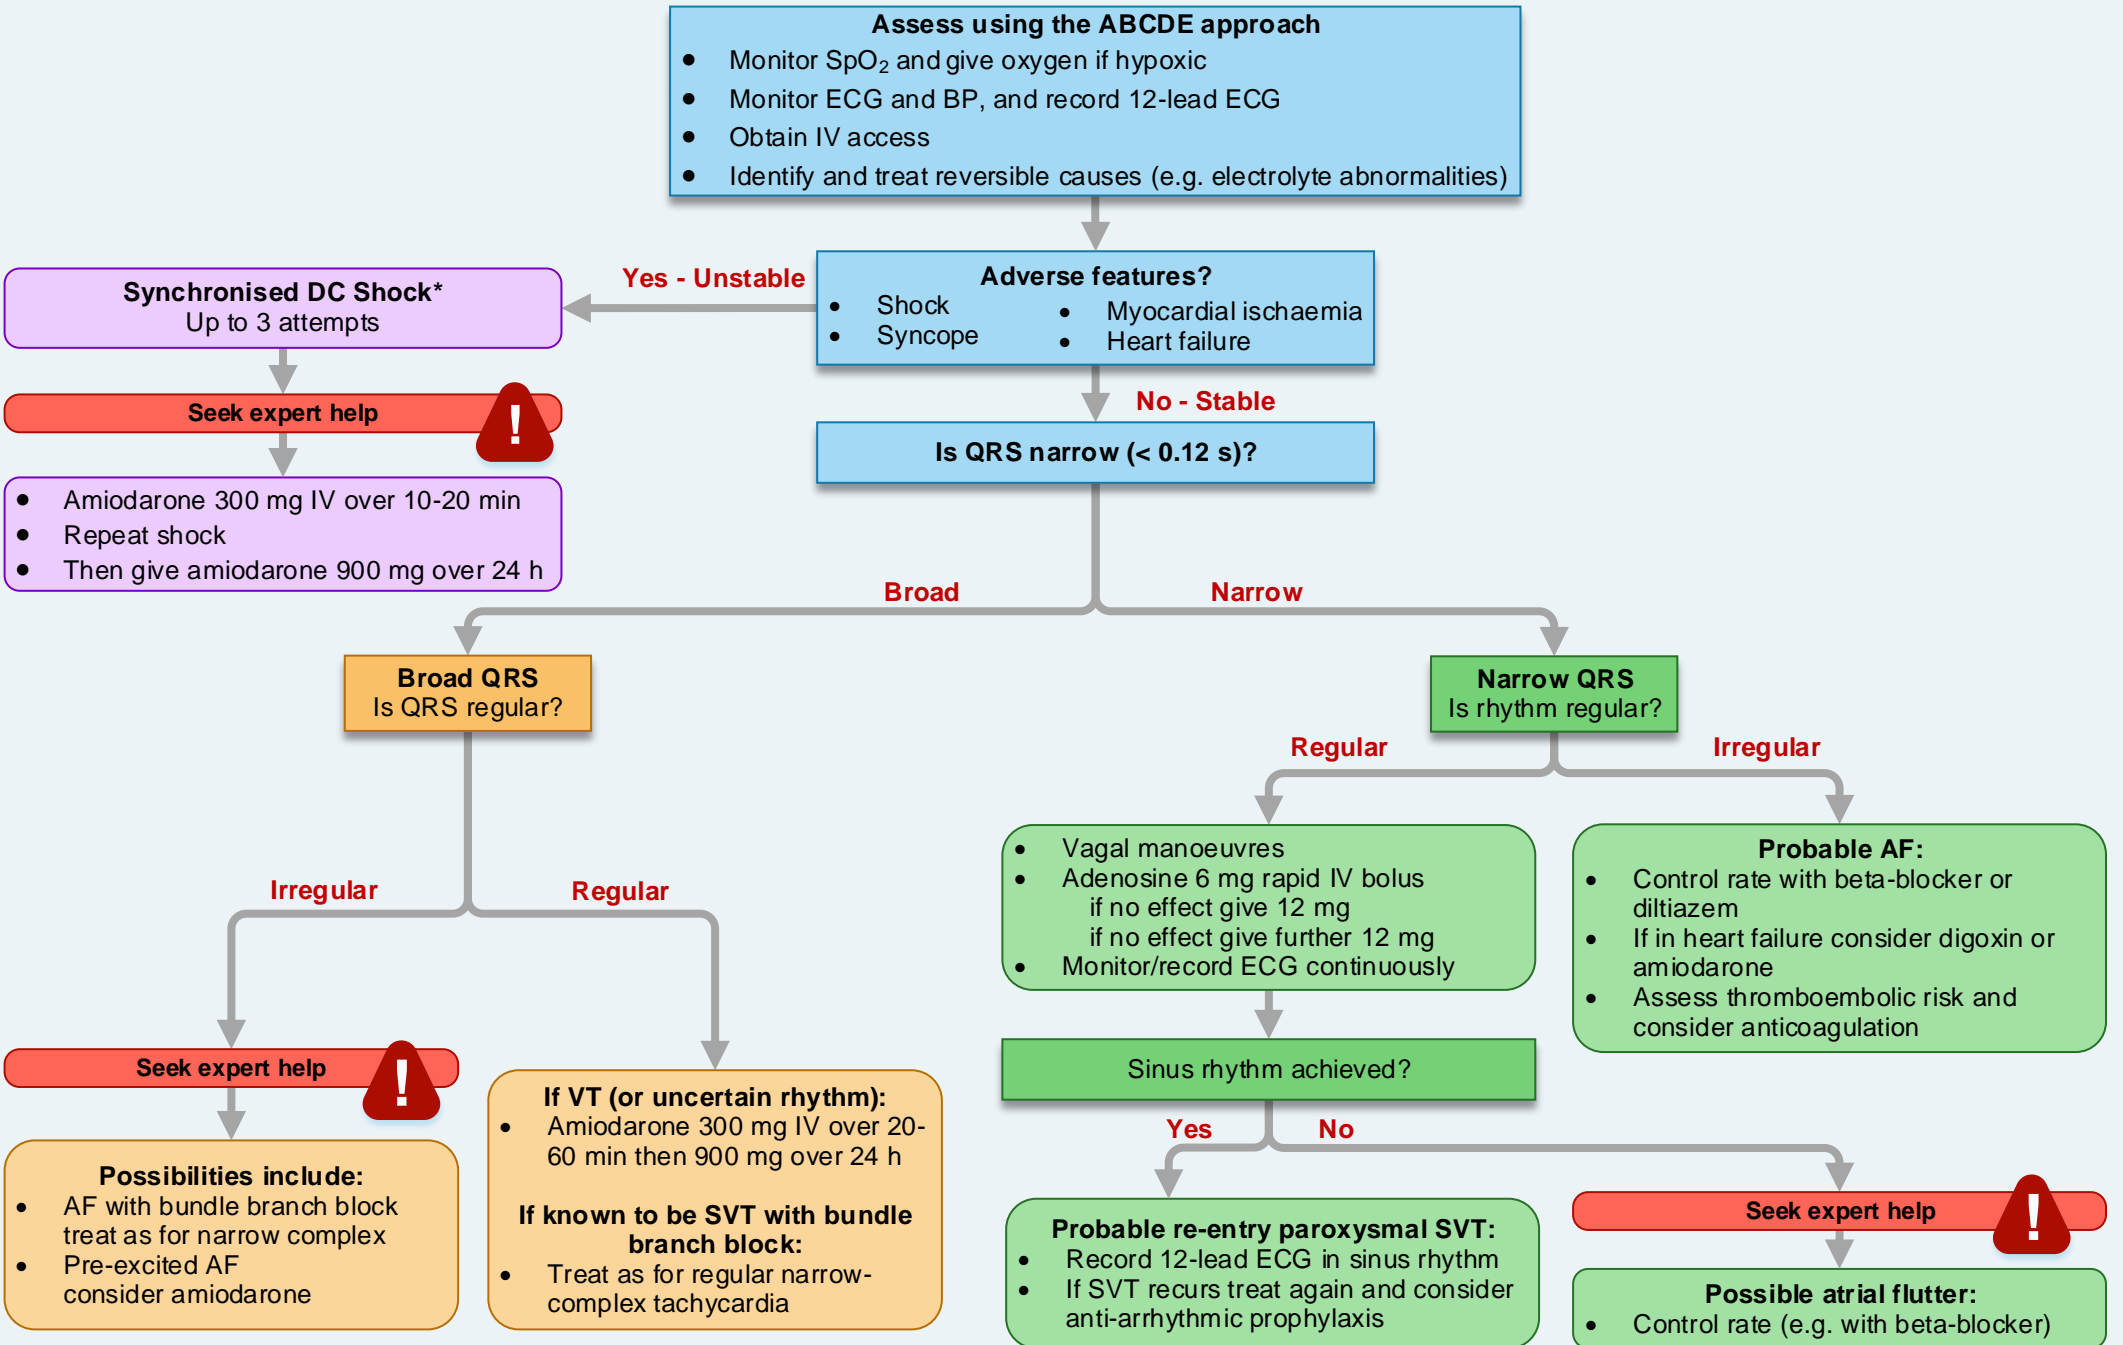 Assess using the ABCDE approach
• Monitor SpO₂ and give oxygen if hypoxic
• Monitor ECG and BP, and record 12-lead ECG
• Obtain IV access
• Identify and treat reversible causes (e.g. electrolyte abnormalities)
Adverse features?
• Shock
• Syncope
• Myocardial ischaemia
• Heart failure
Yes - Unstable
Synchronised DC Shock*
Up to 3 attempts
Seek expert help
!
• Amiodarone 300 mg IV over 10-20 min
• Repeat shock
• Then give amiodarone 900 mg over 24 h
No - Stable
Is QRS narrow (< 0.12 s)?
Broad
Narrow
Broad QRS
Is QRS regular?
Irregular
Regular
Seek expert help
!
Possibilities include:
• AF with bundle branch block
treat as for narrow complex
• Pre-excited AF
consider amiodarone
If VT (or uncertain rhythm):
• Amiodarone 300 mg IV over 20-
60 min then 900 mg over 24 h
If known to be SVT with bundle
branch block:
• Treat as for regular narrow-
complex tachycardia
Narrow QRS
Is rhythm regular?
Regular
Irregular
• Vagal manoeuvres
• Adenosine 6 mg rapid IV bolus
if no effect give 12 mg
if no effect give further 12 mg
• Monitor/record ECG continuously
Probable AF:
• Control rate with beta-blocker or
diltiazem
• If in heart failure consider digoxin or
amiodarone
• Assess thromboembolic risk and
consider anticoagulation
Sinus rhythm achieved?
Yes
No
Probable re-entry paroxysmal SVT:
• Record 12-lead ECG in sinus rhythm
• If SVT recurs treat again and consider
anti-arrhythmic prophylaxis
Seek expert help
!
Possible atrial flutter:
• Control rate (e.g. with beta-blocker)